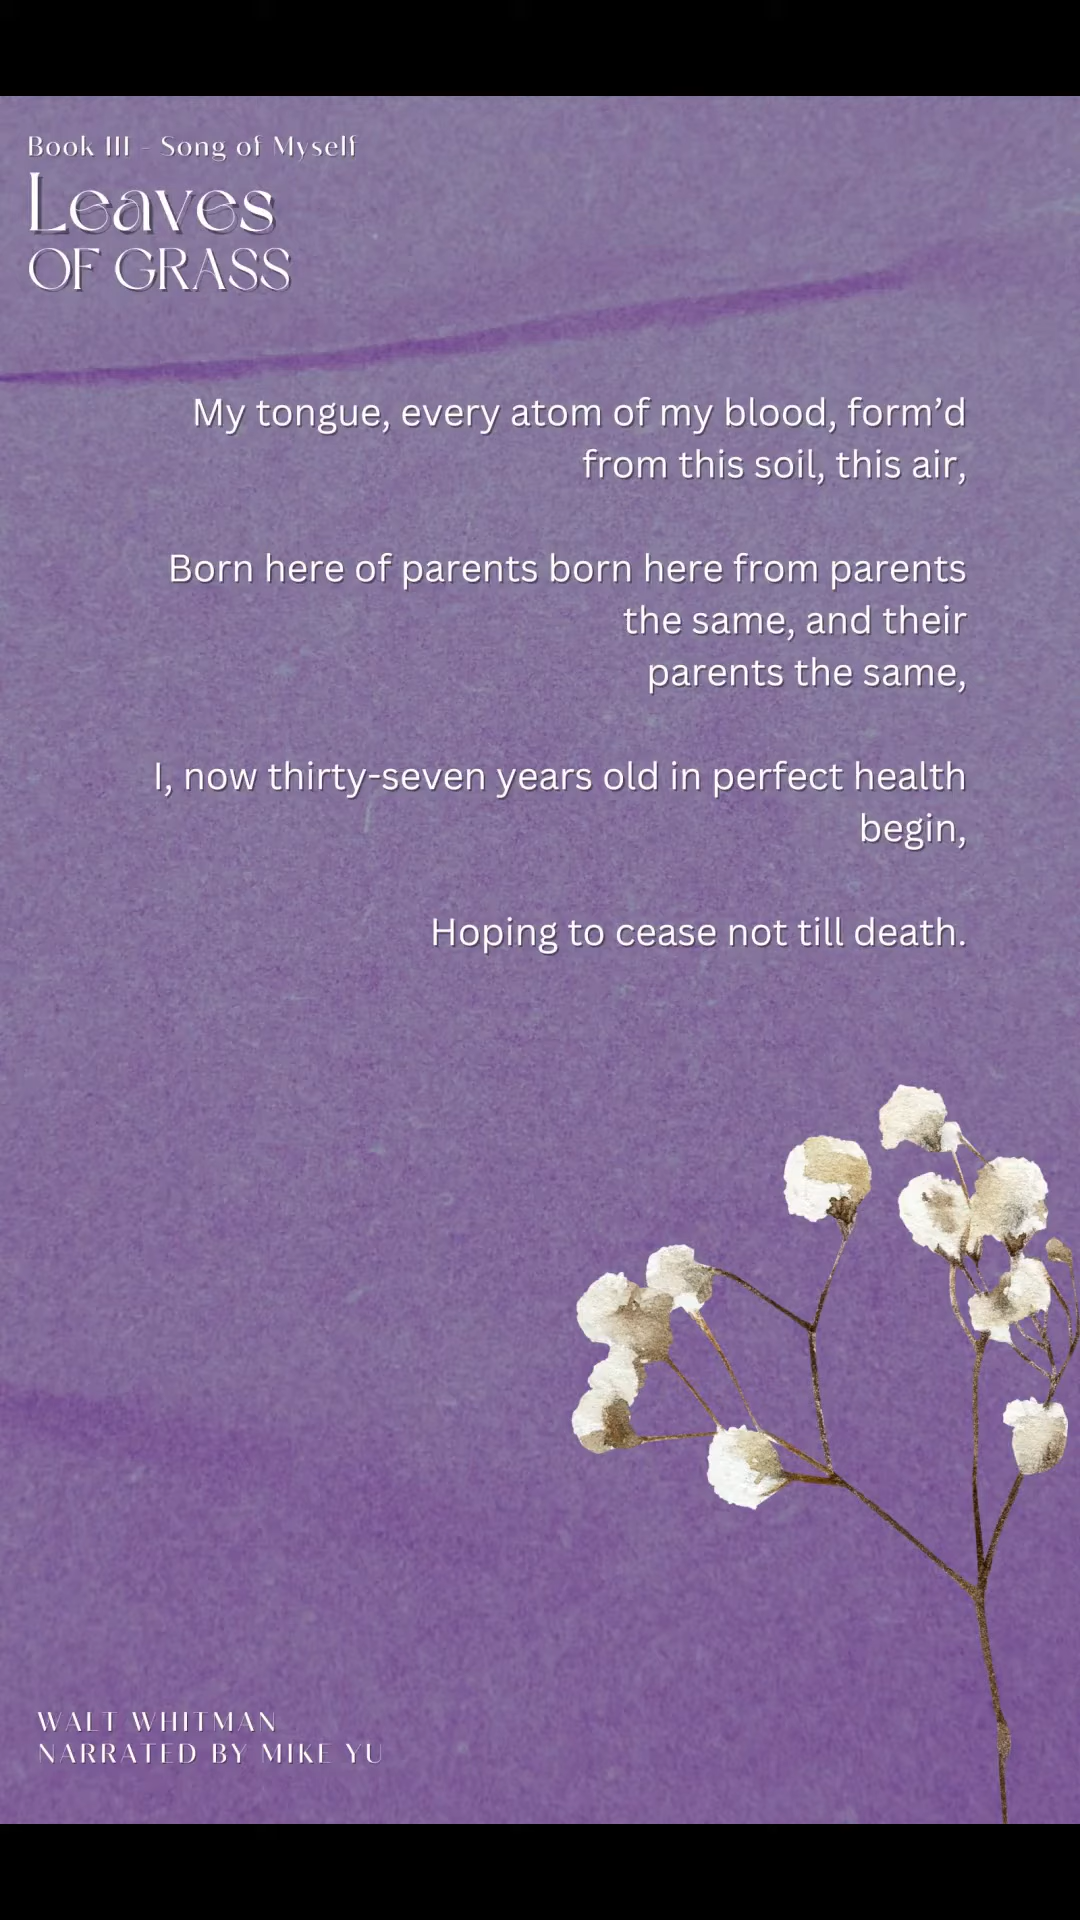 Book III - Song of Myself
Leaves
OF GRASS
My tongue, every atom of my blood, form’d
from this soil, this air,
Born here of parents born here from parents
the same, and their
parents the same,
I, now thirty-seven years old in perfect health
begin,
Hoping to cease not till death.
WALT WHITMAN
NARRATED BY MIKE YU